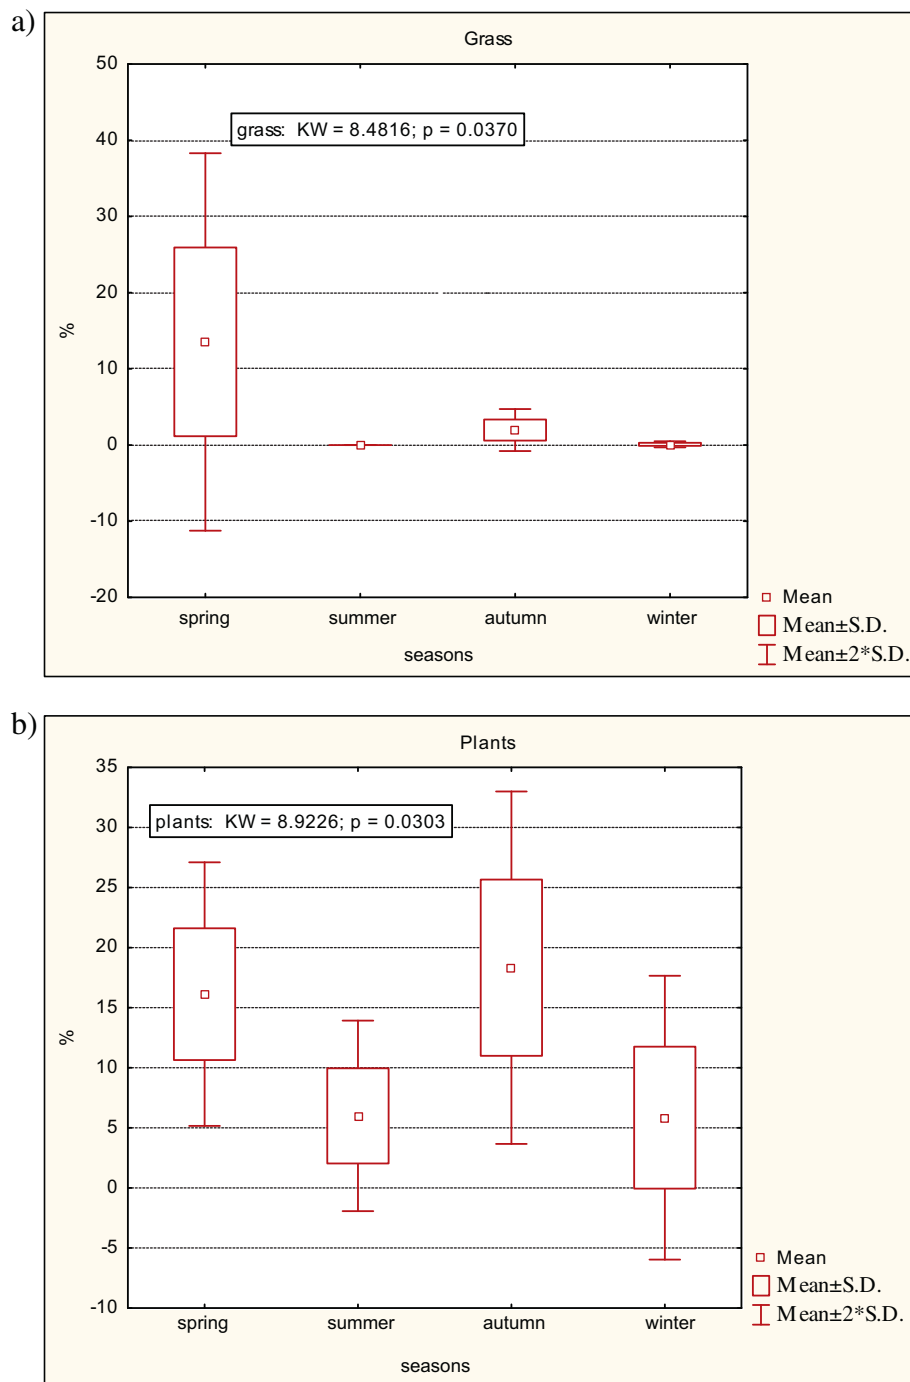 a)
Grass
50
grass: KW = 8.4816; p = 0.0370
40
30
20
%
10
0
-10
-20
spring summer autumn winter
seasons
Mean
Mean±S.D.
Mean±2*S.D.
b)
Plants
35
plants: KW = 8.9226; p = 0.0303
30
25
20
15
%
10
5
0
-5
-10
spring summer autumn winter
seasons
Mean
Mean±S.D.
Mean±2*S.D.